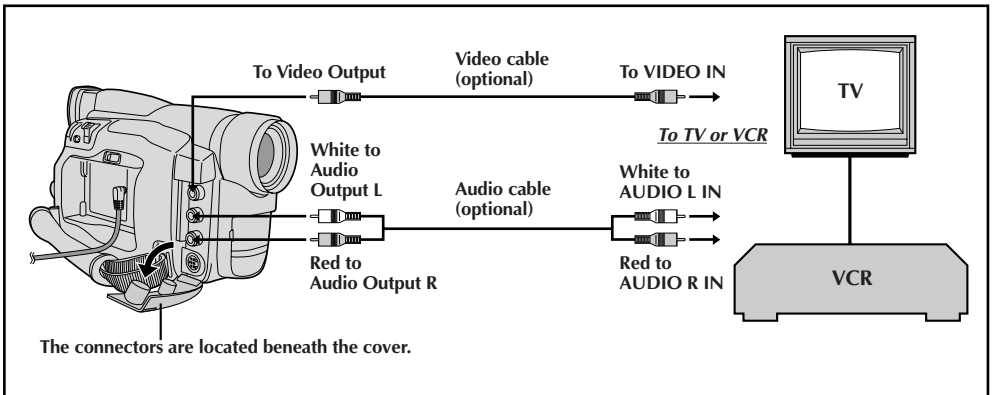 To Video Output
Video cable
(optional)
To VIDEO IN
TV
To TV or VCR
White to
Audio
Output L
Audio cable
(optional)
White to
AUDIO L IN
Red to
Audio Output R
Red to
AUDIO R IN
VCR
The connectors are located beneath the cover.